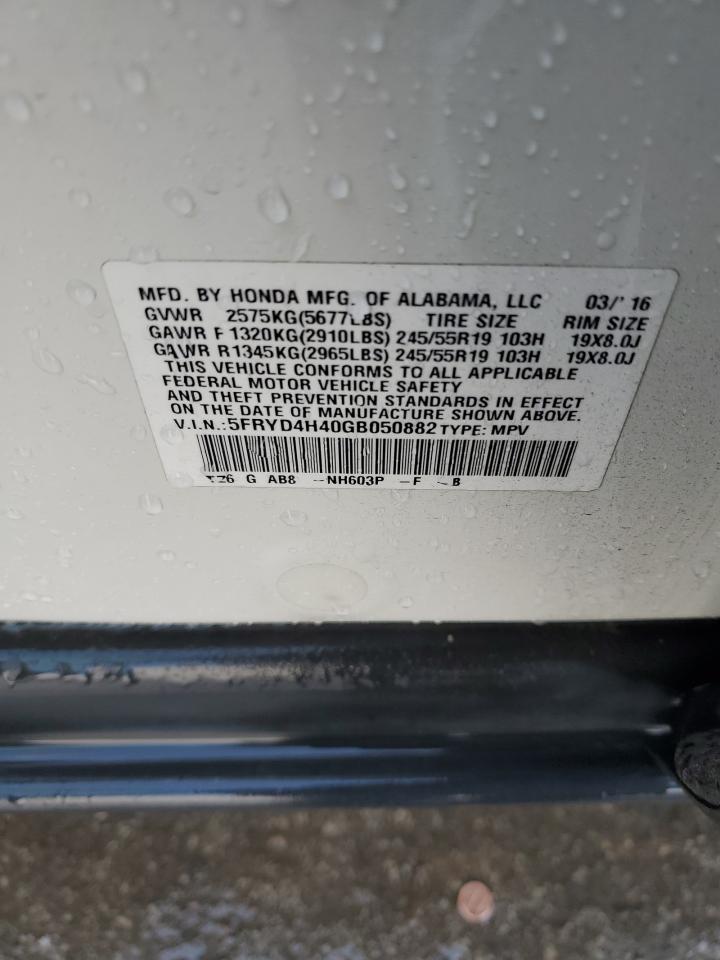 MFD. BY HONDA MFG. OF ALABAMA, LLC 03/'16
GVWR 2575KG(5677LBS) TIRE SIZE RIM SIZE
GAWR F 1320KG(2910LBS) 245/55R19 103H 19X8.0J
GAWR R1345KG(2965LBS) 245/55R19 103H 19X8.0J
THIS VEHICLE CONFORMS TO ALL APPLICABLE
FEDERAL MOTOR VEHICLE SAFETY
AND THEFT PREVENTION STANDARDS IN EFFECT
ON THE DATE OF MANUFACTURE SHOWN ABOVE.
V.I.N.:5FRYD4H40GB050882 TYPE: MPV
G AB8 --NH603P -F -B